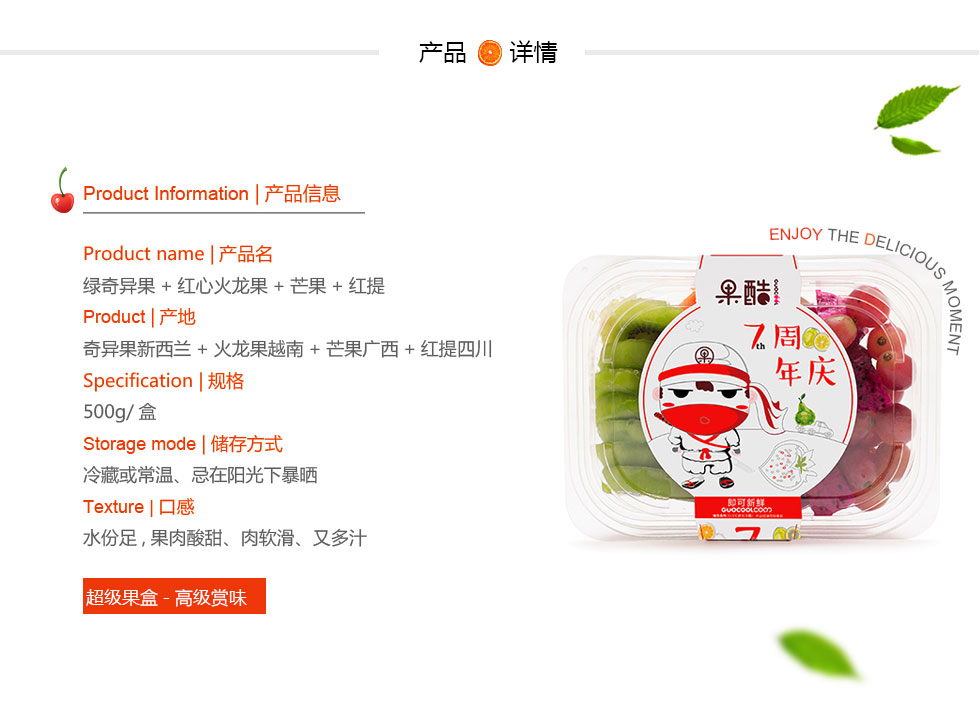 产品 详情
Product Information | 产品信息
Product name | 产品名
绿奇异果 + 红心火龙果 + 芒果 + 红提
Product | 产地
奇异果新西兰 + 火龙果越南 + 芒果广西 + 红提四川
Specification | 规格
500g/ 盒
Storage mode | 储存方式
冷藏或常温、忌在阳光下暴晒
Texture | 口感
水份足 , 果肉酸甜、肉软滑、又多汁
超级果盒 - 高级赏味
ENJOY THE DELICIOUS MOMENT
果酷
7th 周
年庆
果
即可新鲜
GUOCOOL.COM
7